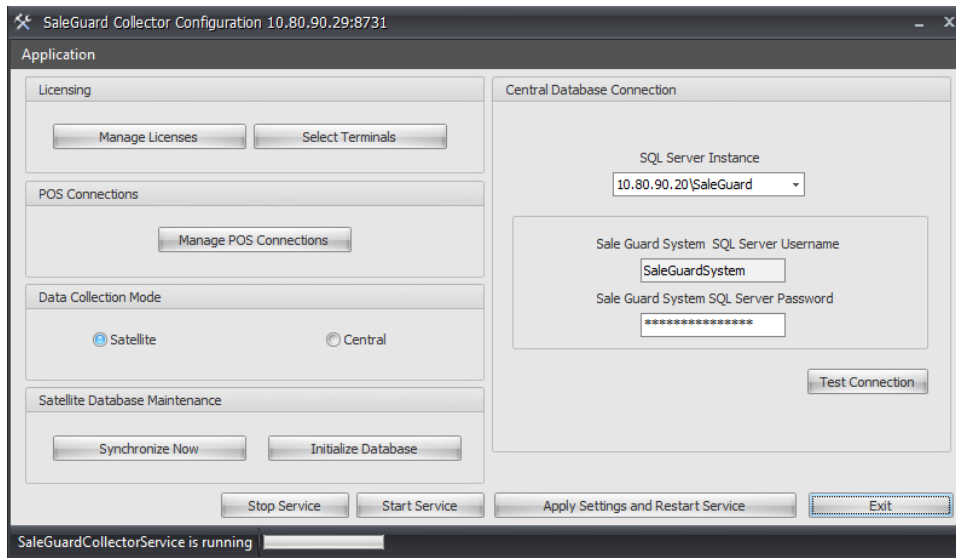 SaleGuard Collector Configuration 10.80.90.29:8731
Application
Licensing
Manage Licenses
Select Terminals
POS Connections
Manage POS Connections
Data Collection Mode
Satellite
Central
Satellite Database Maintenance
Synchronize Now
Initialize Database
Central Database Connection
SQL Server Instance
10.80.90.20\SaleGuard
Sale Guard System  SQL Server Username
SaleGuardSystem
Sale Guard System SQL Server Password
***************
Test Connection
Stop Service
Start Service
Apply Settings and Restart Service
Exit
SaleGuardCollectorService is running